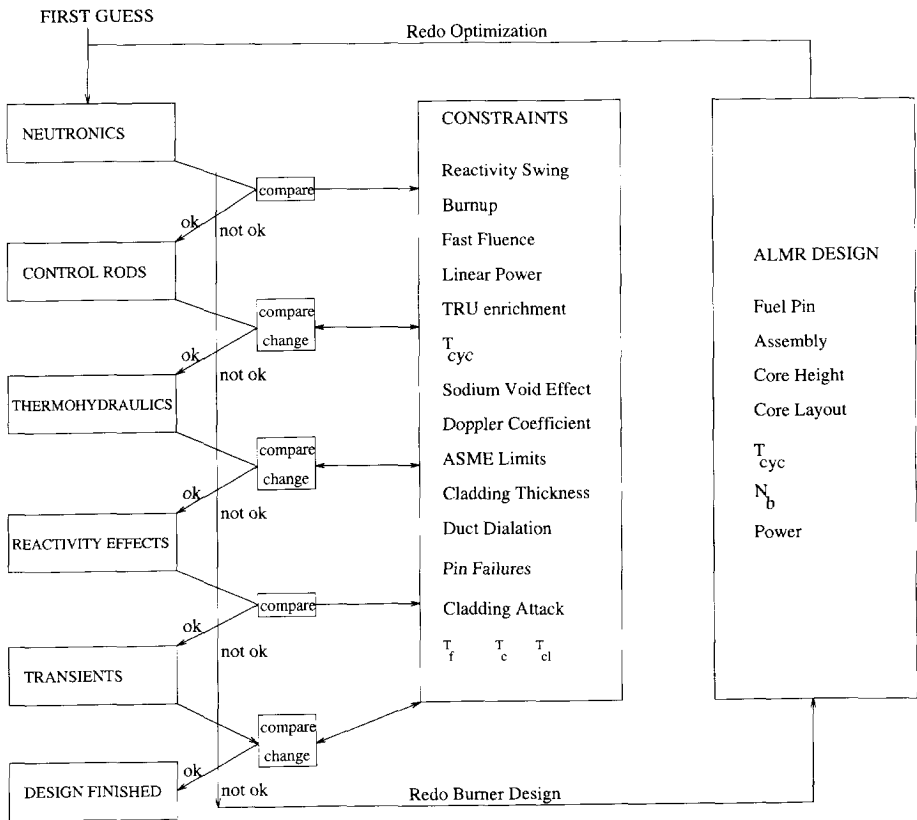 FIRST GUESS
Redo Optimization
NEUTRONICS
compare
ok
not ok
CONTROL RODS
compare
change
ok
not ok
THERMOHYDRAULICS
compare
change
ok
not ok
REACTIVITY EFFECTS
compare
ok
not ok
TRANSIENTS
compare
change
ok
not ok
DESIGN FINISHED
Redo Burner Design
CONSTRAINTS
Reactivity Swing
Burnup
Fast Fluence
Linear Power
TRU enrichment
T cyc
Sodium Void Effect
Doppler Coefficient
ASME Limits
Cladding Thickness
Duct Dialation
Pin Failures
Cladding Attack
T f T c T cl
ALMR DESIGN
Fuel Pin
Assembly
Core Height
Core Layout
T cyc
N b
Power